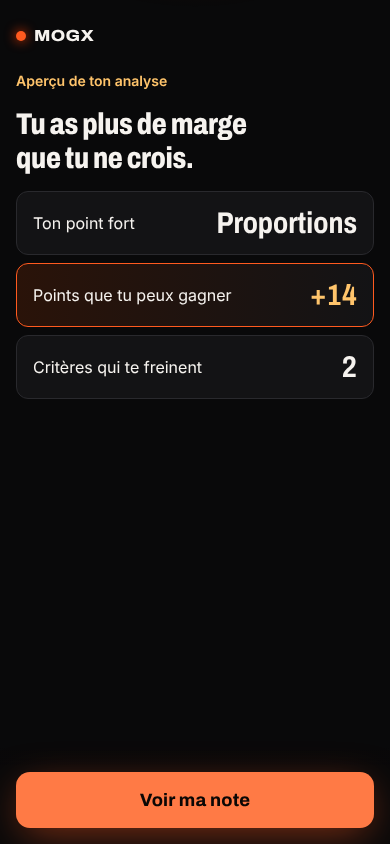 MOGX
Aperçu de ton analyse
Tu as plus de marge
que tu ne crois.
Ton point fort Proportions
Points que tu peux gagner +14
Critères qui te freinent 2
Voir ma note